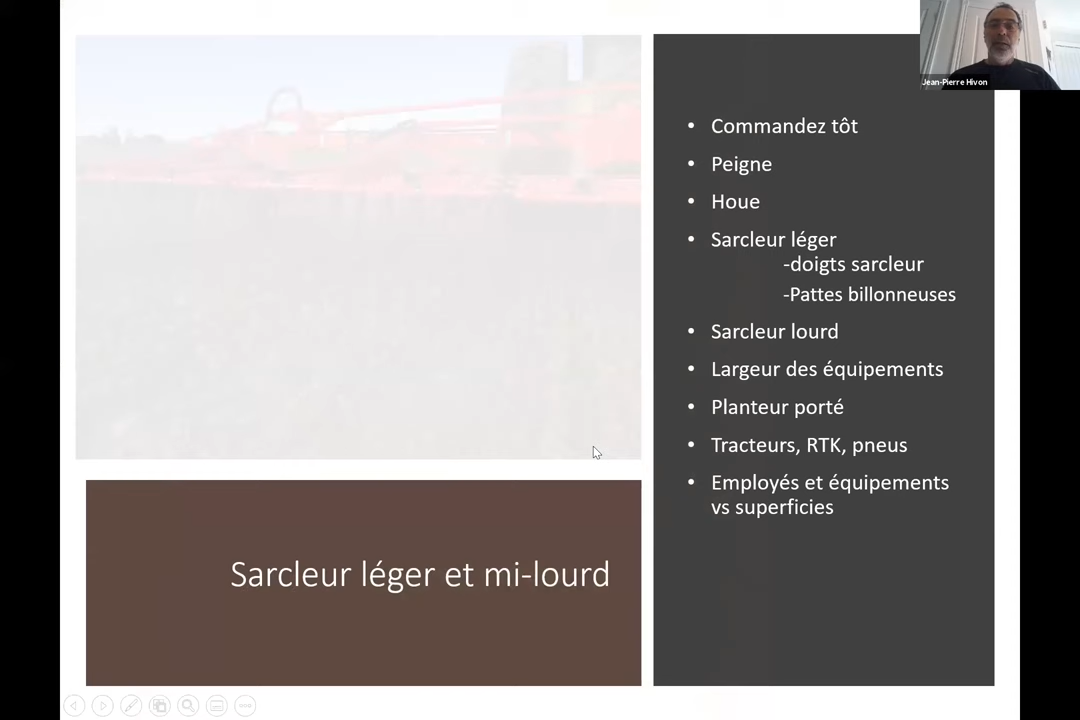 Jean-Pierre Hivon
• Commandez tôt
• Peigne
• Houe
• Sarcleur léger
-doigts sarcleur
-Pattes billonneuses
• Sarcleur lourd
• Largeur des équipements
• Planteur porté
• Tracteurs, RTK, pneus
• Employés et équipements
vs superficies
Sarcleur léger et mi-lourd